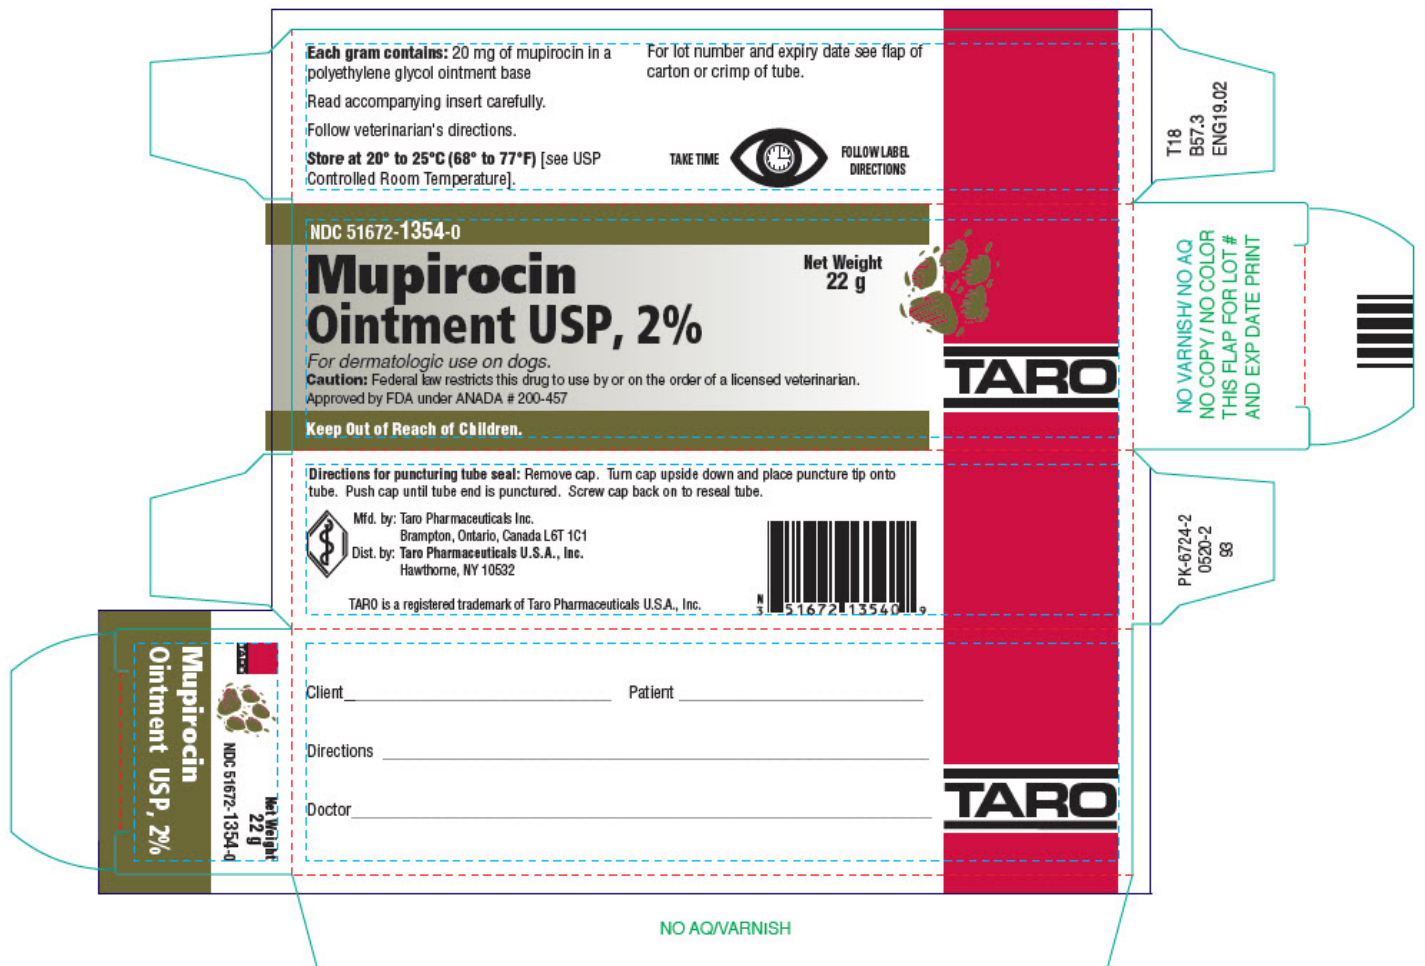 Each gram contains: 20 mg of mupirocin in a
polyethylene glycol ointment base
Read accompanying insert carefully.
Follow veterinarian's directions.
Store at 20° to 25°C (68° to 77°F) [see USP
Controlled Room Temperature].
For lot number and expiry date see flap of
carton or crimp of tube.
TAKE TIME
FOLLOW LABEL
DIRECTIONS
T18
B57.3
ENG19.02
NDC 51672-1354-0
Mupirocin
Ointment USP, 2%
Net Weight
22 g
For dermatologic use on dogs.
Caution: Federal law restricts this drug to use by or on the order of a licensed veterinarian.
Approved by FDA under ANADA # 200-457
Keep Out of Reach of Children.
TARO
NO VARNISH/ NO AQ
NO COPY / NO COLOR
THIS FLAP FOR LOT #
AND EXP DATE PRINT
Directions for puncturing tube seal: Remove cap. Turn cap upside down and place puncture tip onto
tube. Push cap until tube end is punctured. Screw cap back on to reseal tube.
Mfd. by: Taro Pharmaceuticals Inc.
Brampton, Ontario, Canada L6T 1C1
Dist. by: Taro Pharmaceuticals U.S.A., Inc.
Hawthorne, NY 10532
TARO is a registered trademark of Taro Pharmaceuticals U.S.A., Inc.
N
3 51672 13540 9
PK-6724-2
0520-2
93
Mupirocin
Ointment USP, 2%
TARO
NDC 51672-1354-0
Net Weight
22 g
Client
Patient
Directions
Doctor
TARO
NO AQ/VARNISH